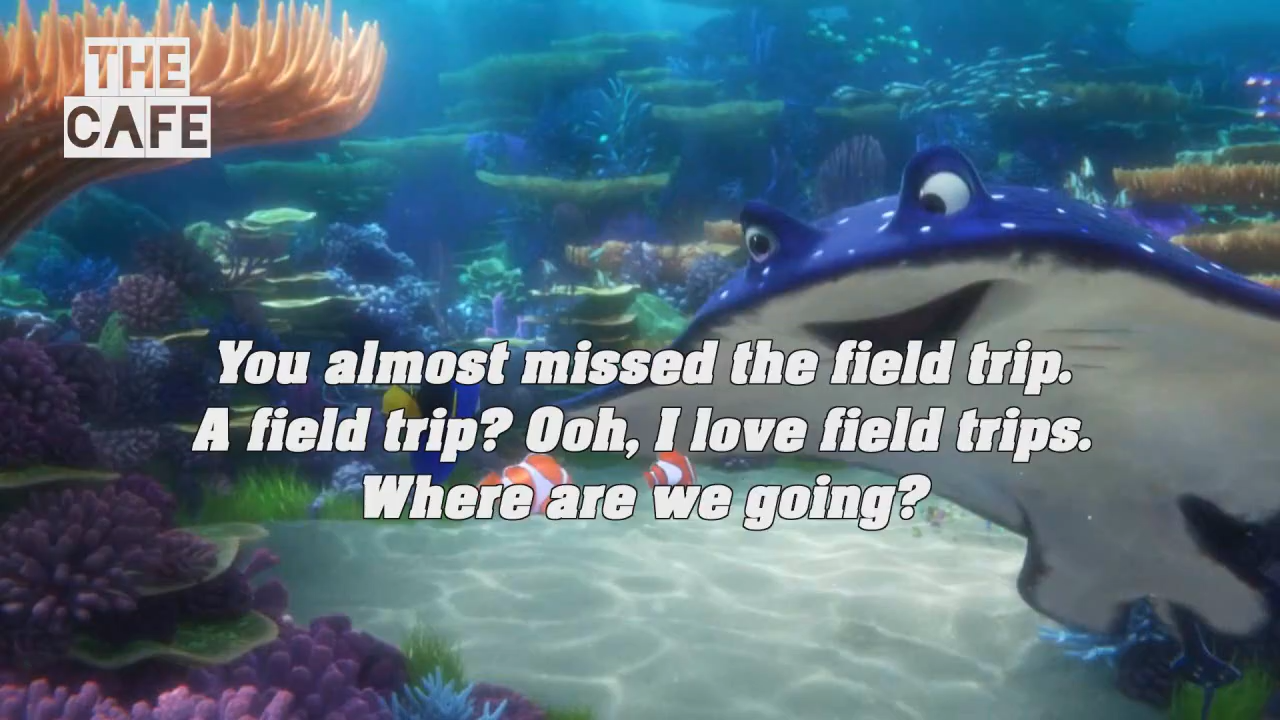 THE
CAFE
You almost missed the field trip.
A field trip? Ooh, I love field trips.
Where are we going?